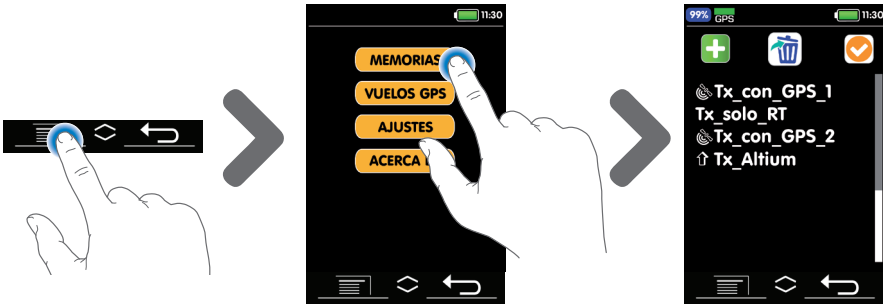 11:30
MEMORIAS
VUELOS GPS
AJUSTES
ACERCA
99% GPS 11:30
Tx_con_GPS_1
Tx_solo_RT
Tx_con_GPS_2
Tx_Altium